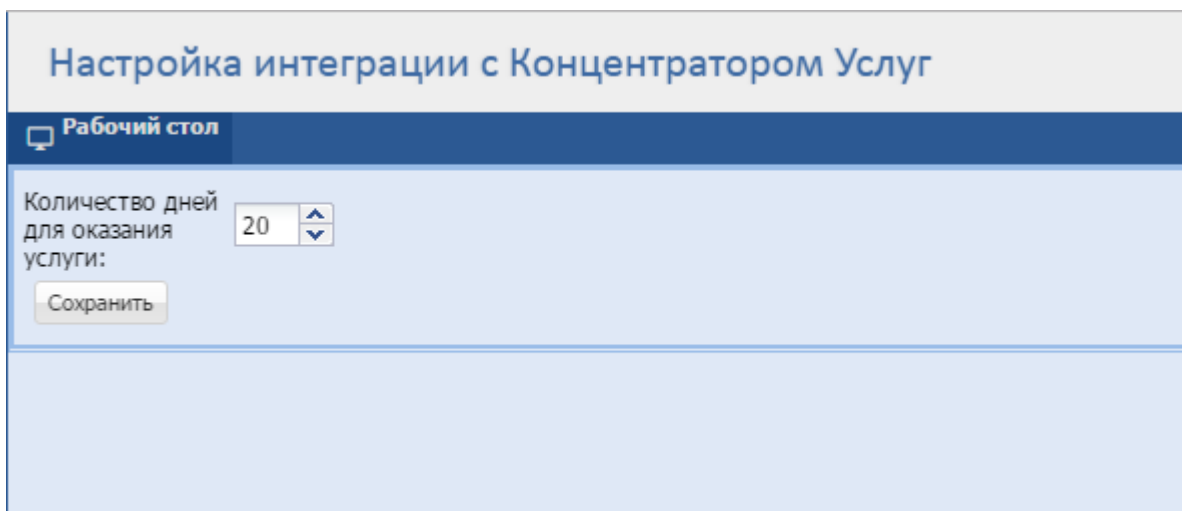 Настройка интеграции с Концентратором Услуг
Рабочий стол
Количество дней
для оказания
услуги:
20
Сохранить